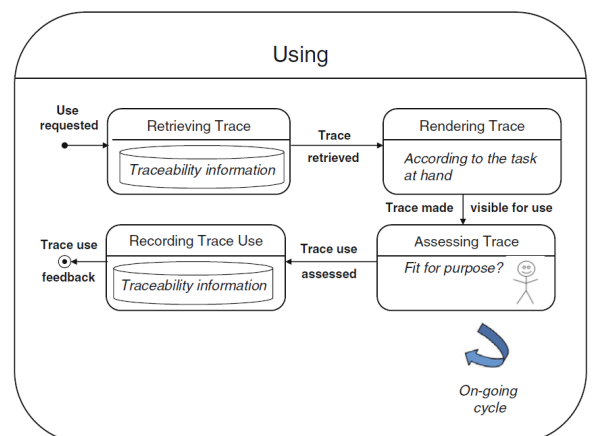 Using
Use
requested
Retrieving Trace
Traceability information
Trace
retrieved
Rendering Trace
According to the task
at hand
Trace made visible for use
Assessing Trace
Fit for purpose?
Trace use
assessed
Recording Trace Use
Traceability information
Trace use
feedback
On-going
cycle